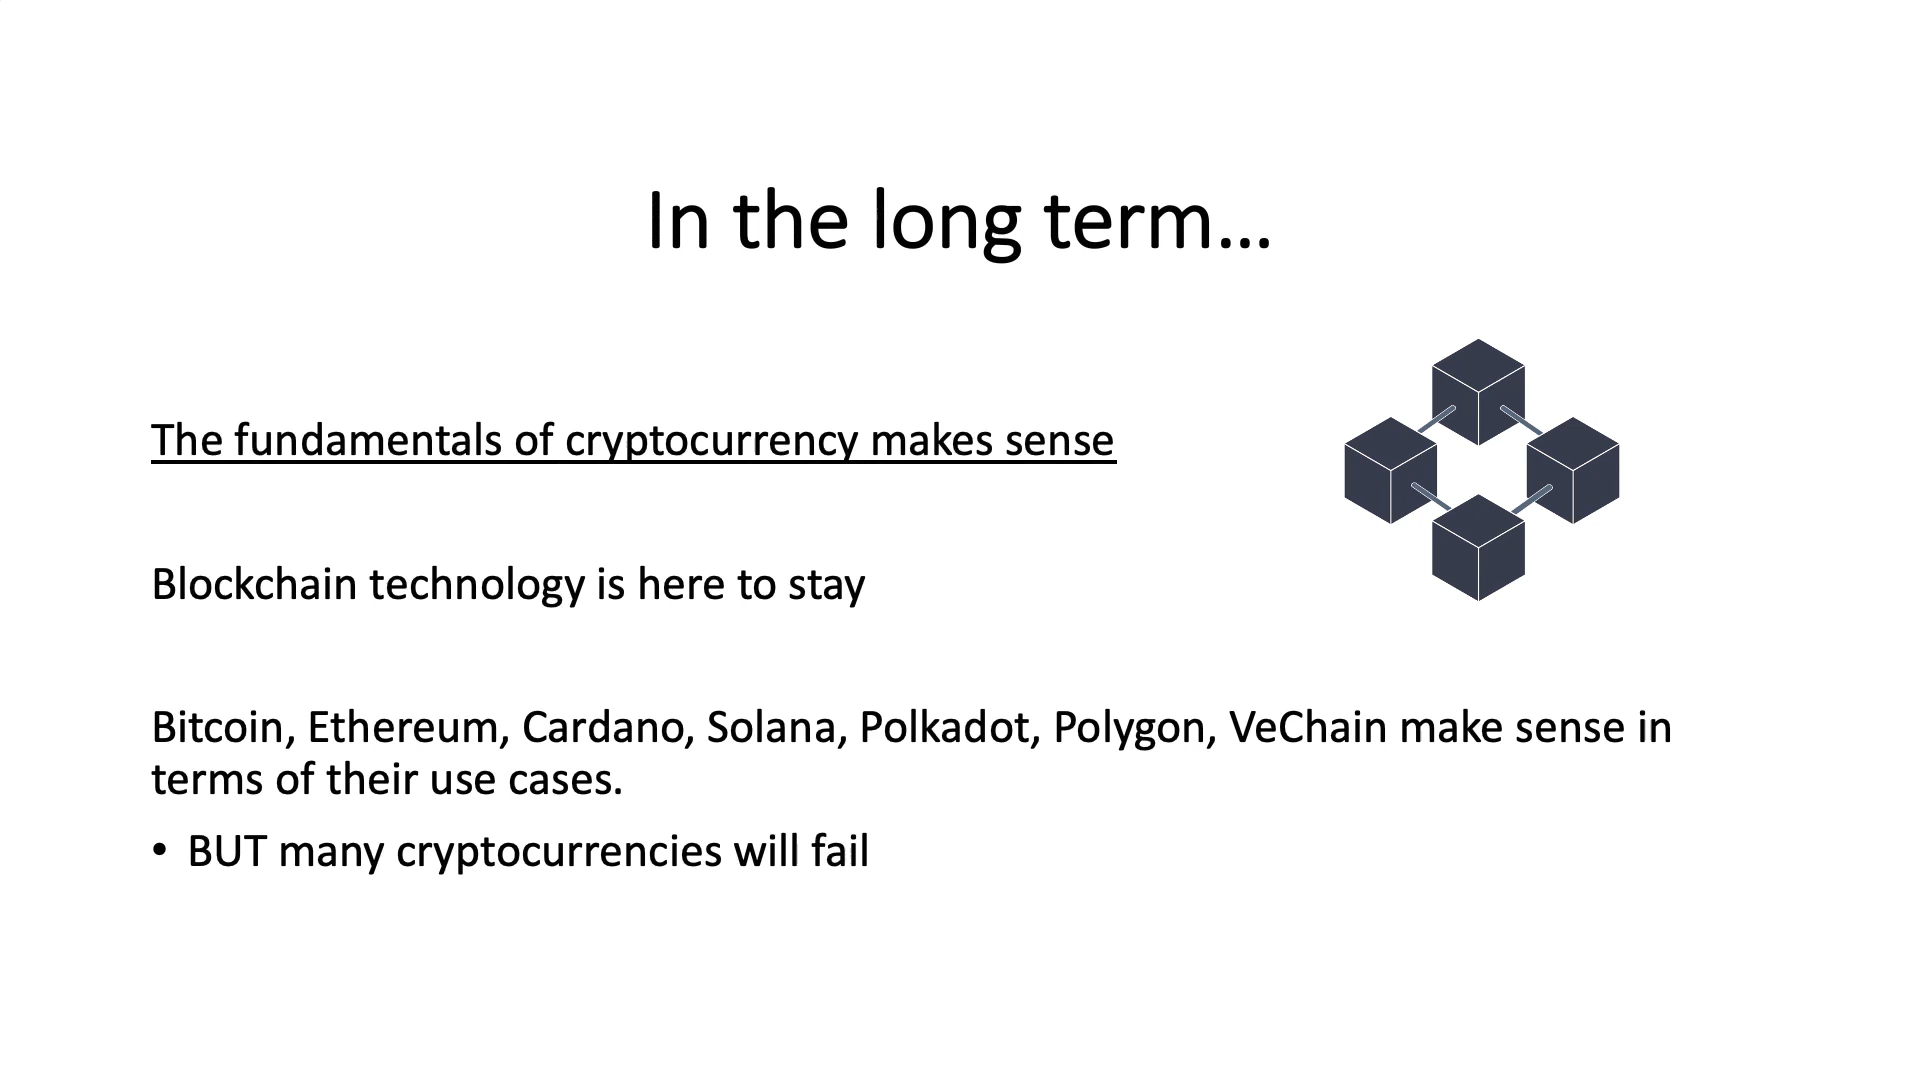 In the long term...
The fundamentals of cryptocurrency makes sense
Blockchain technology is here to stay
Bitcoin, Ethereum, Cardano, Solana, Polkadot, Polygon, VeChain make sense in
terms of their use cases.
• BUT many cryptocurrencies will fail